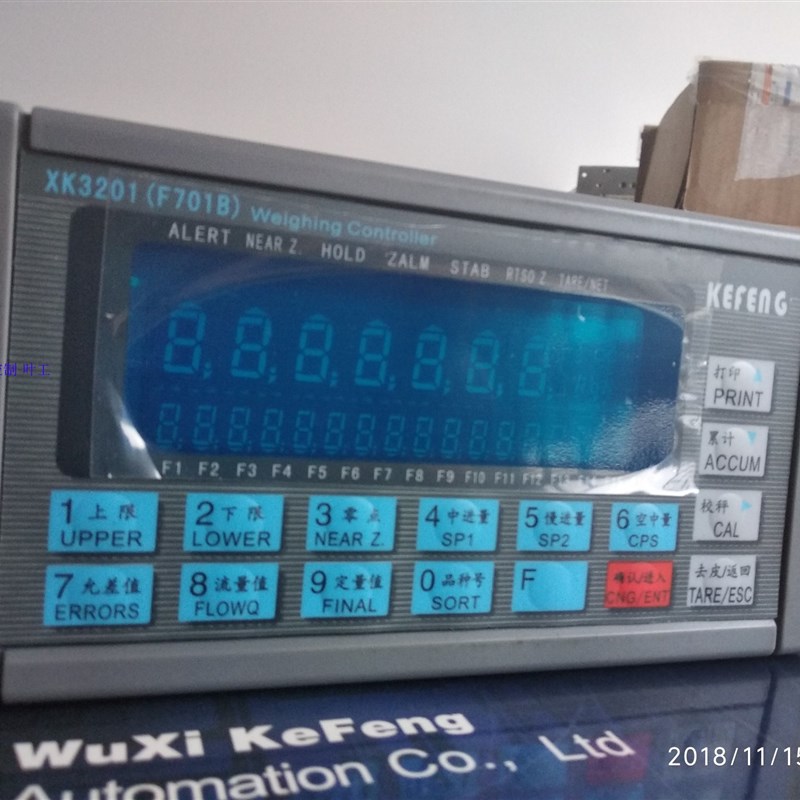 XK3201(F701B) Weighing Controller
ALERT NEAR Z. HOLD ZALM STAB RTSO Z. TARE/NET
KEFENG
F1 F2 F3 F4 F5 F6 F7 F8 F9 F10 F11 F12
打印
PRINT
累计
ACCUM
校秤
CAL
去皮/返回
TARE/ESC
1 上限
UPPER
2 下限
LOWER
3 零点
NEAR Z.
4 中进量
SP1
5 慢进量
SP2
6 空中量
CPS
7 允差值
ERRORS
8 流量值
FLOWQ
9 定量值
FINAL
0 品种号
SORT
F
确认/进入
CNG/ENT
叶工
WuXi KeFeng
Automation Co., Ltd
2018/11/15